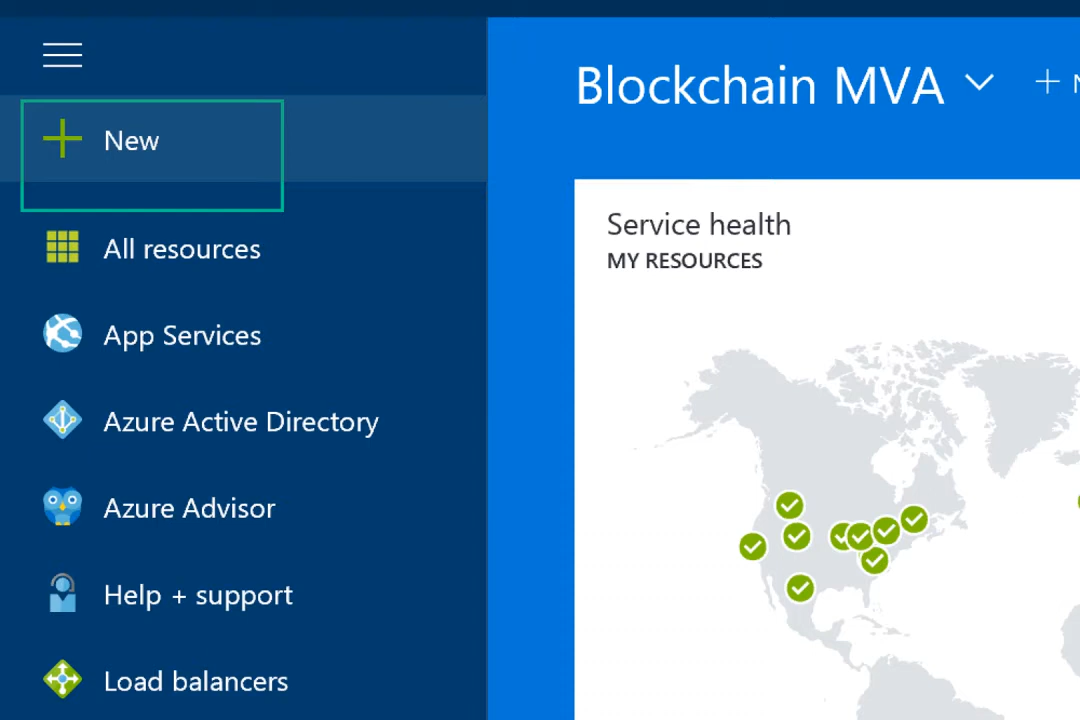 New
All resources
App Services
Azure Active Directory
Azure Advisor
Help + support
Load balancers
Blockchain MVA
Service health
MY RESOURCES